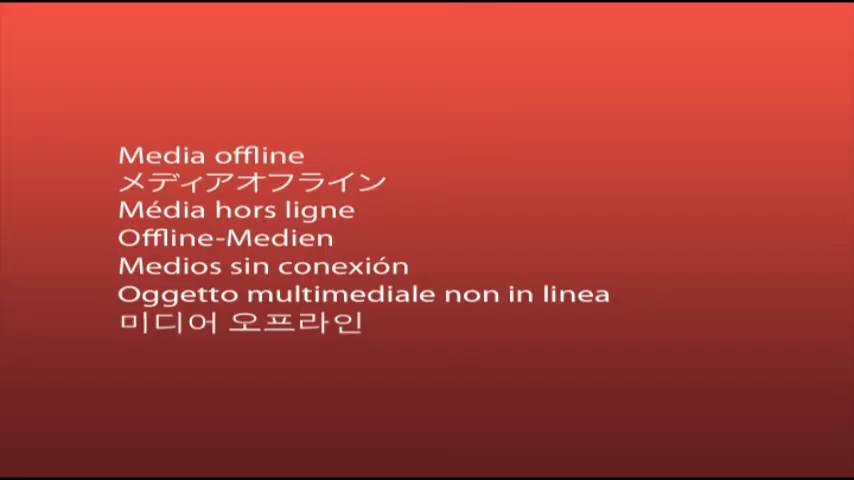 Media offline
メディアオフライン
Média hors ligne
Offline-Medien
Medios sin conexión
Oggetto multimediale non in linea
미디어 오프라인